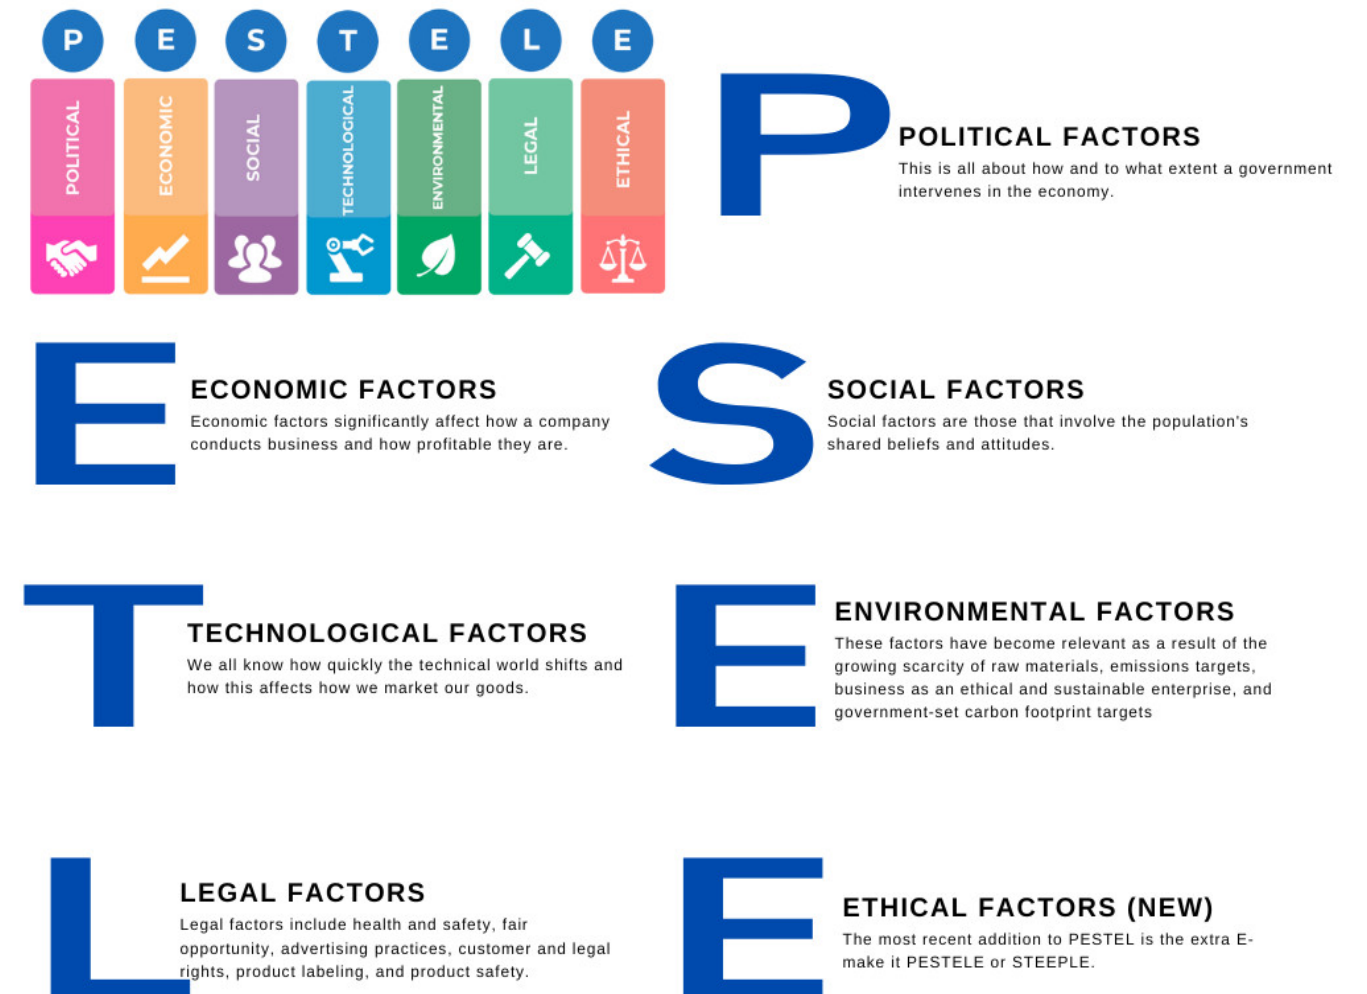 P E S T E L E
POLITICAL
ECONOMIC
SOCIAL
TECHNOLOGICAL
ENVIRONMENTAL
LEGAL
ETHICAL
P
POLITICAL FACTORS
This is all about how and to what extent a government
intervenes in the economy.
E
ECONOMIC FACTORS
Economic factors significantly affect how a company
conducts business and how profitable they are.
S
SOCIAL FACTORS
Social factors are those that involve the population's
shared beliefs and attitudes.
T
TECHNOLOGICAL FACTORS
We all know how quickly the technical world shifts and
how this affects how we market our goods.
E
ENVIRONMENTAL FACTORS
These factors have become relevant as a result of the
growing scarcity of raw materials, emissions targets,
business as an ethical and sustainable enterprise, and
government-set carbon footprint targets
L
LEGAL FACTORS
Legal factors include health and safety, fair
opportunity, advertising practices, customer and legal
rights, product labeling, and product safety.
E
ETHICAL FACTORS (NEW)
The most recent addition to PESTEL is the extra E-
make it PESTELE or STEEPLE.